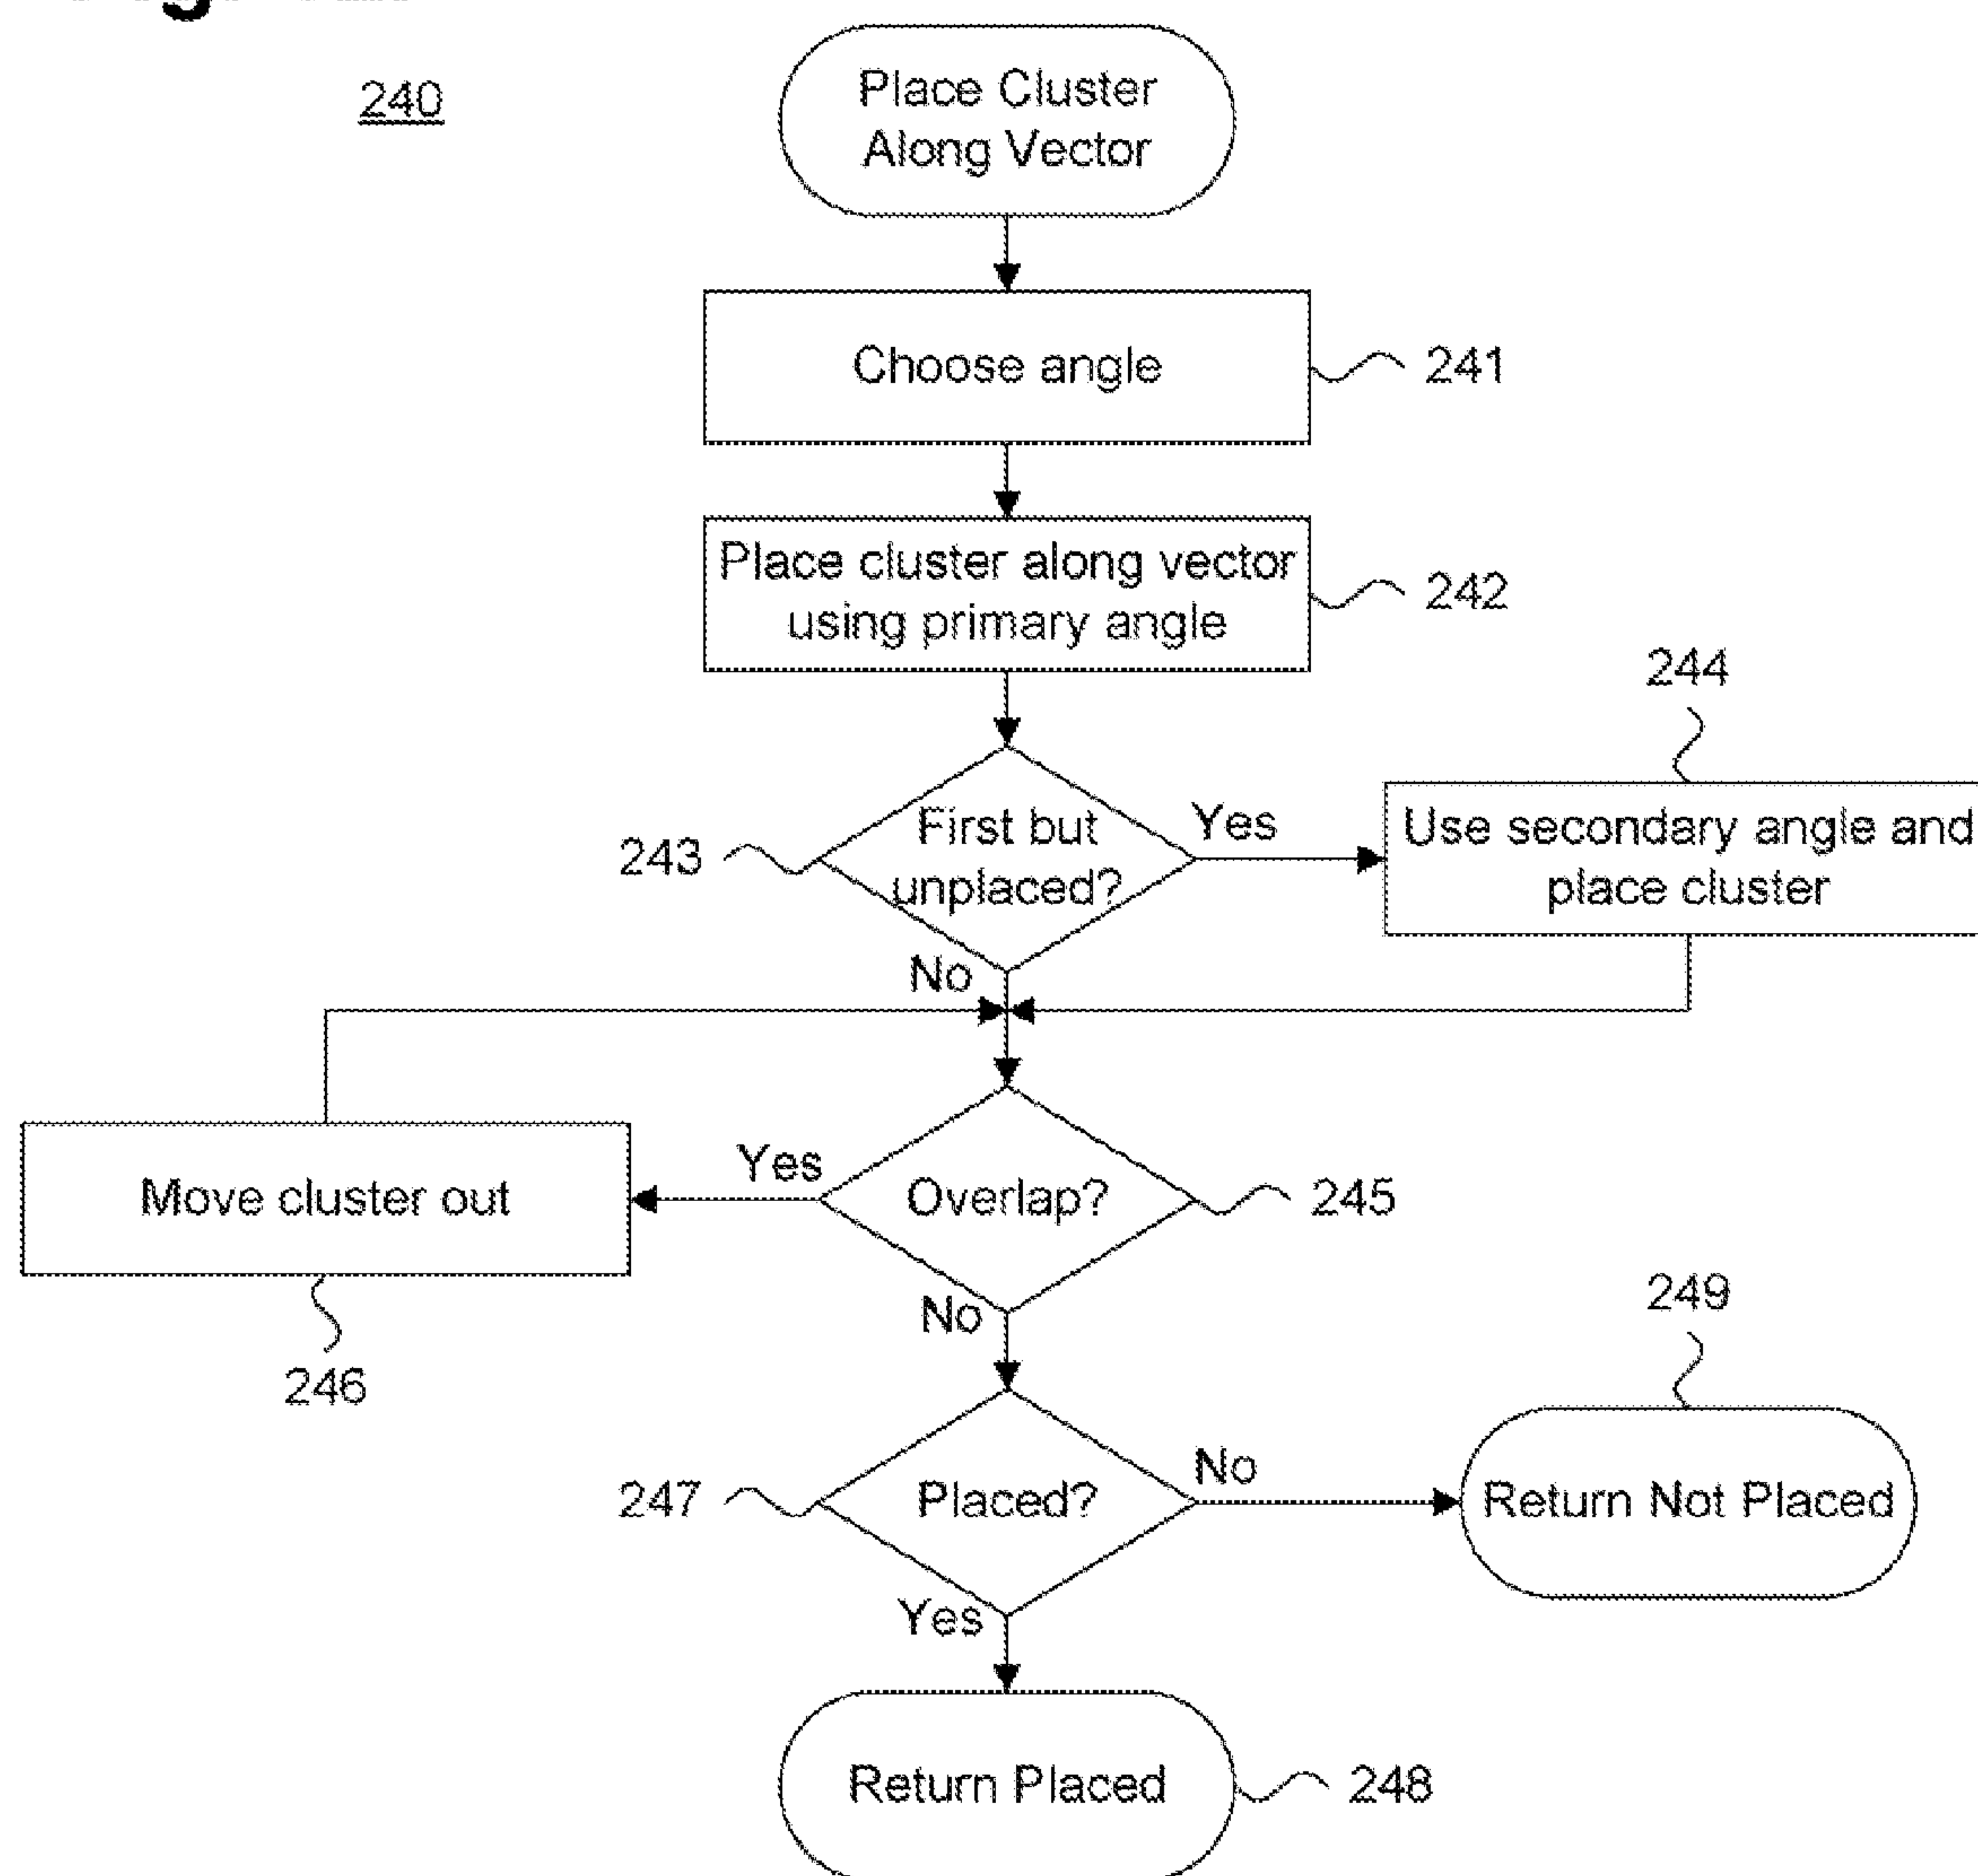 240
Place Cluster
Along Vector
Choose angle
241
Place cluster along vector
using primary angle
242
244
243
First but
unplaced?
Yes
Use secondary angle and
place cluster
No
Move cluster out
Yes
Overlap?
245
No
246
249
247
Placed?
No
Return Not Placed
Yes
Return Placed
248